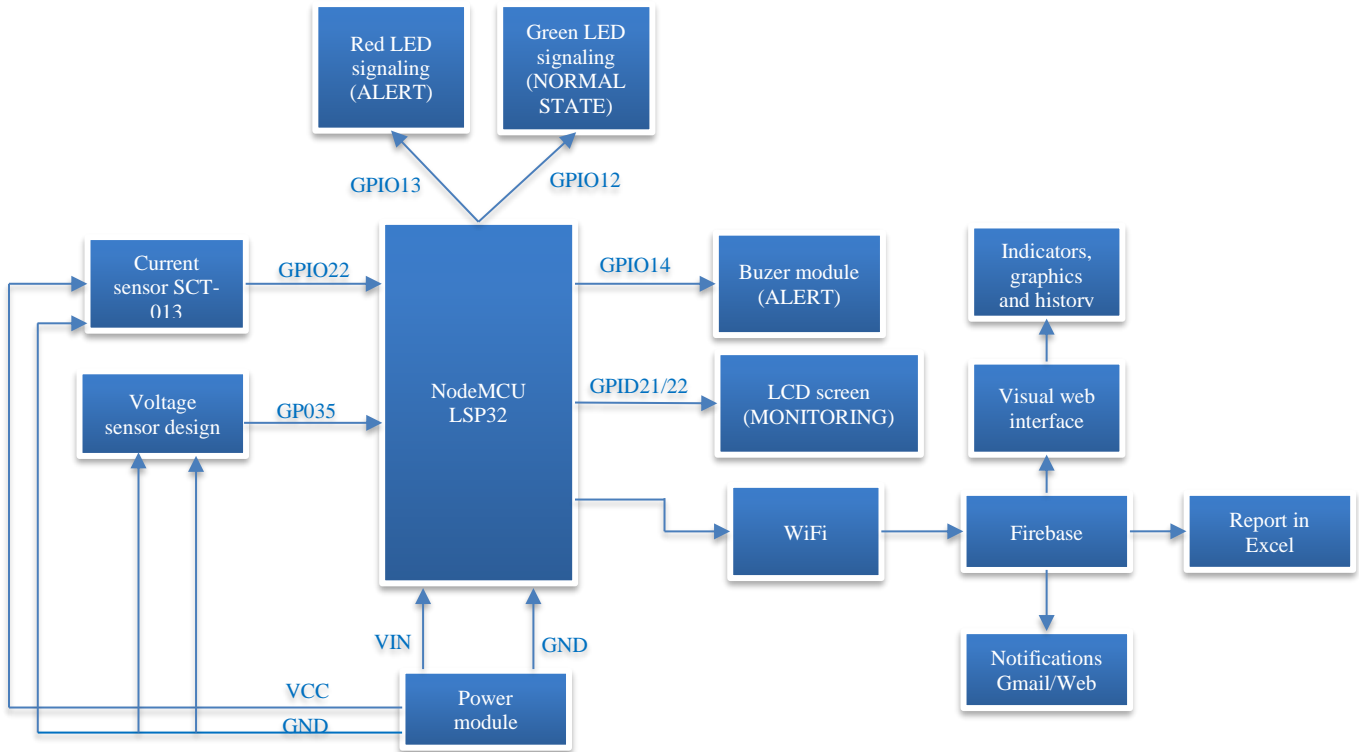 Red LED
signaling
(ALERT)
Green LED
signaling
(NORMAL
STATE)
GPIO13
GPIO12
Current
sensor SCT-
013
GPIO22
GPIO14
Buzer module
(ALERT)
Indicators,
graphics
and history
Voltage
sensor design
GP035
NodeMCU
LSP32
GPID21/22
LCD screen
(MONITORING)
Visual web
interface
WiFi
Firebase
Report in
Excel
VIN
GND
Notifications
Gmail/Web
VCC
GND
Power
module